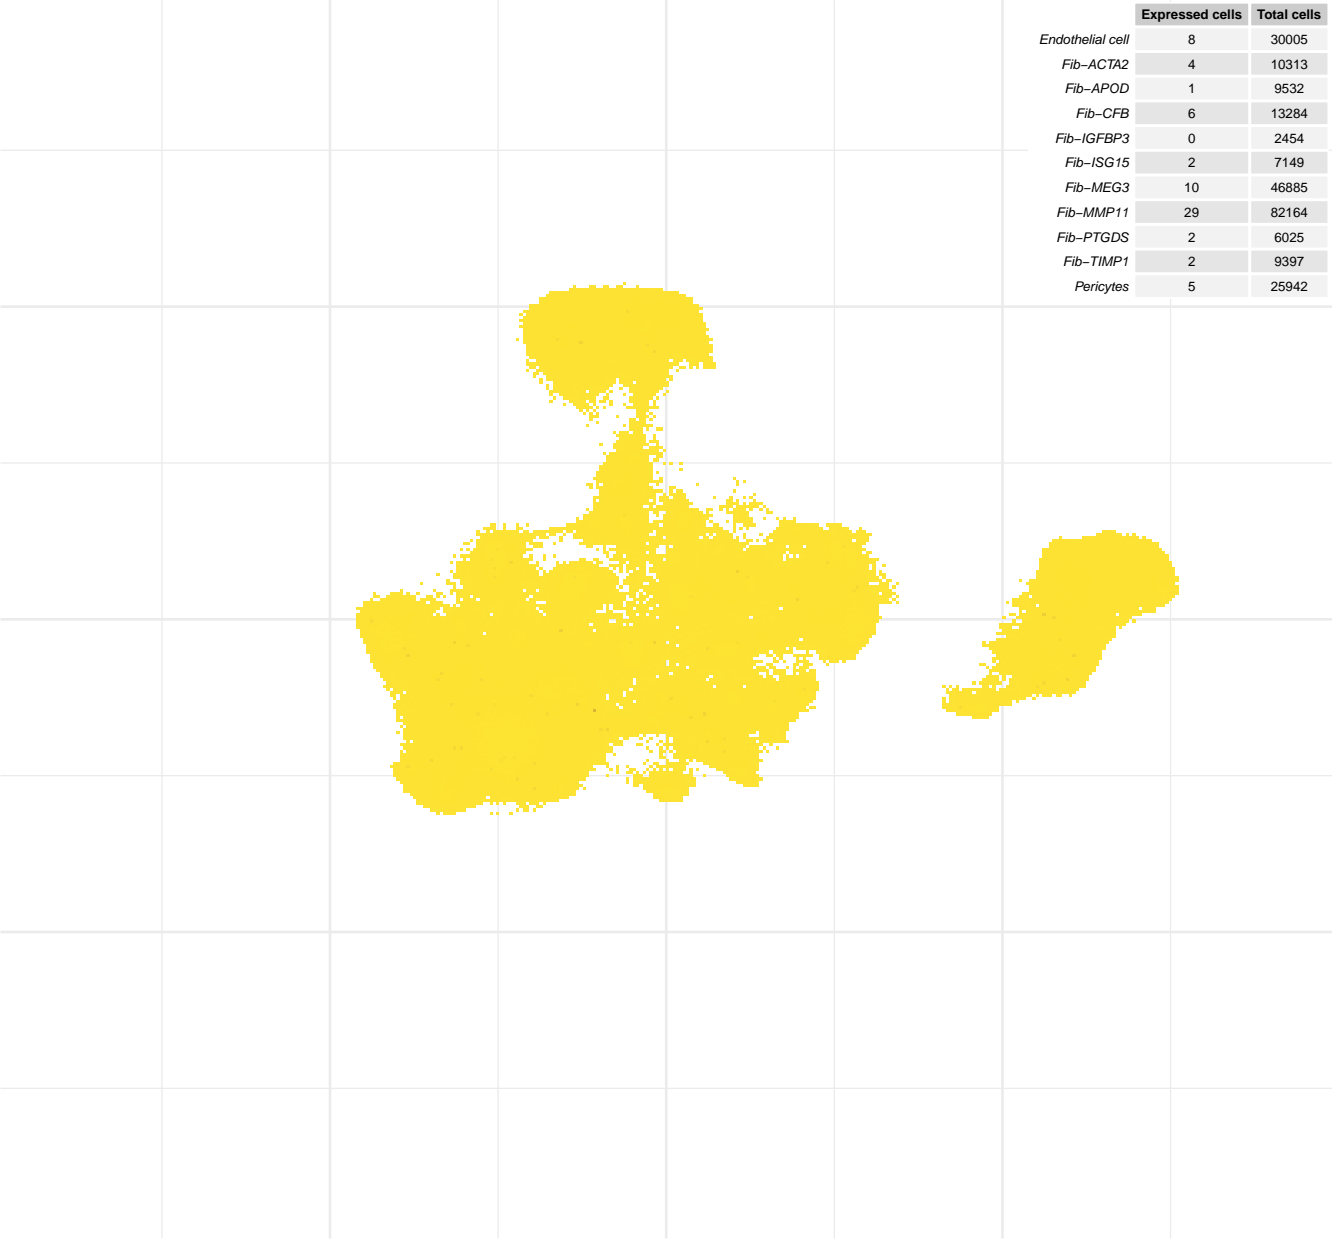 Expressed cells Total cells
Endothelial cell 8 30005
Fib−ACTA2 4 10313
Fib−APOD 1 9532
Fib−CFB 6 13284
Fib−IGFBP3 0 2454
Fib−ISG15 2 7149
Fib−MEG3 10 46885
Fib−MMP11 29 82164
Fib−PTGDS 2 6025
Fib−TIMP1 2 9397
Pericytes 5 25942